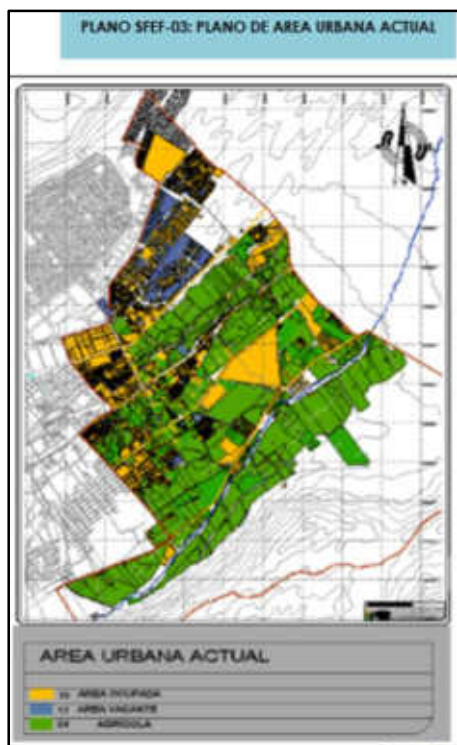 PLANO SFEF-03: PLANO DE AREA URBANA ACTUAL
AREA URBANA ACTUAL
AREA OCUPADA
AREA VACANTE
AGRICOLA